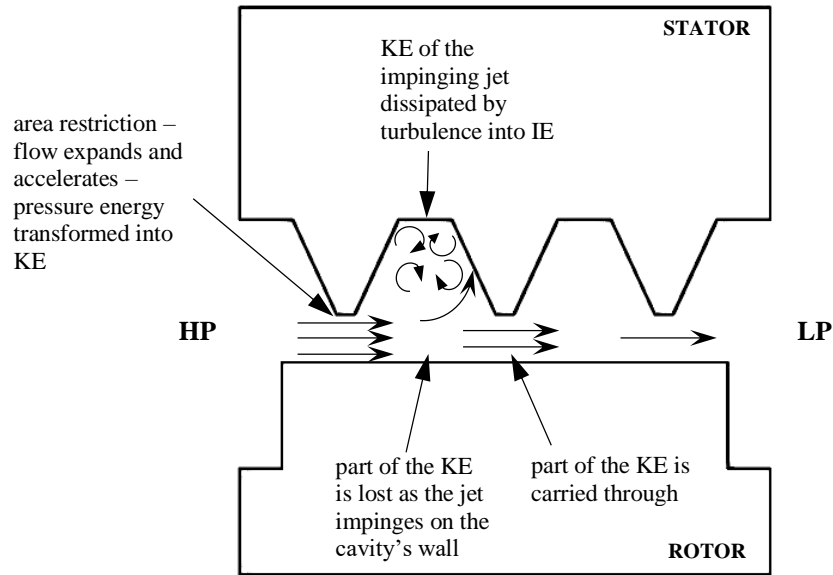 STATOR
KE of the
impinging jet
dissipated by
turbulence into IE
area restriction –
flow expands and
accelerates –
pressure energy
transformed into
KE
HP
LP
part of the KE
is lost as the jet
impinges on the
cavity’s wall
part of the KE is
carried through
ROTOR